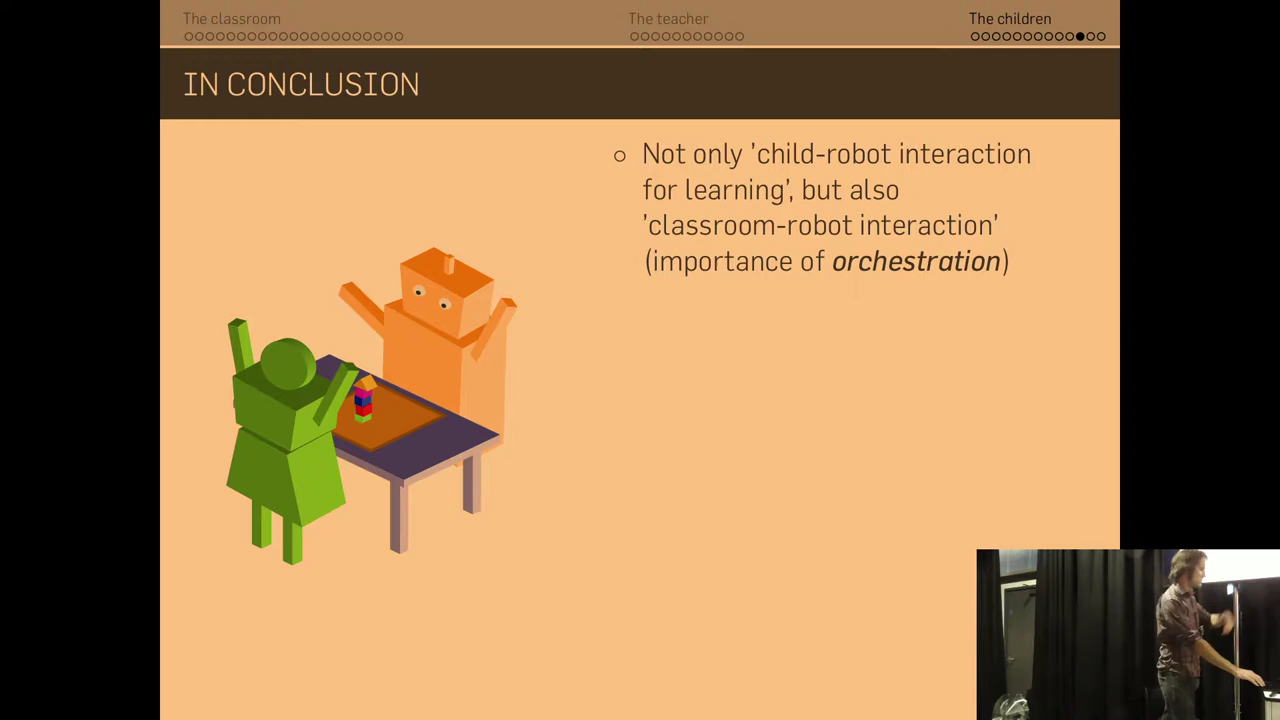 The classroom
The teacher
The children
IN CONCLUSION
Not only ’child-robot interaction
for learning’, but also
’classroom-robot interaction’
(importance of orchestration)